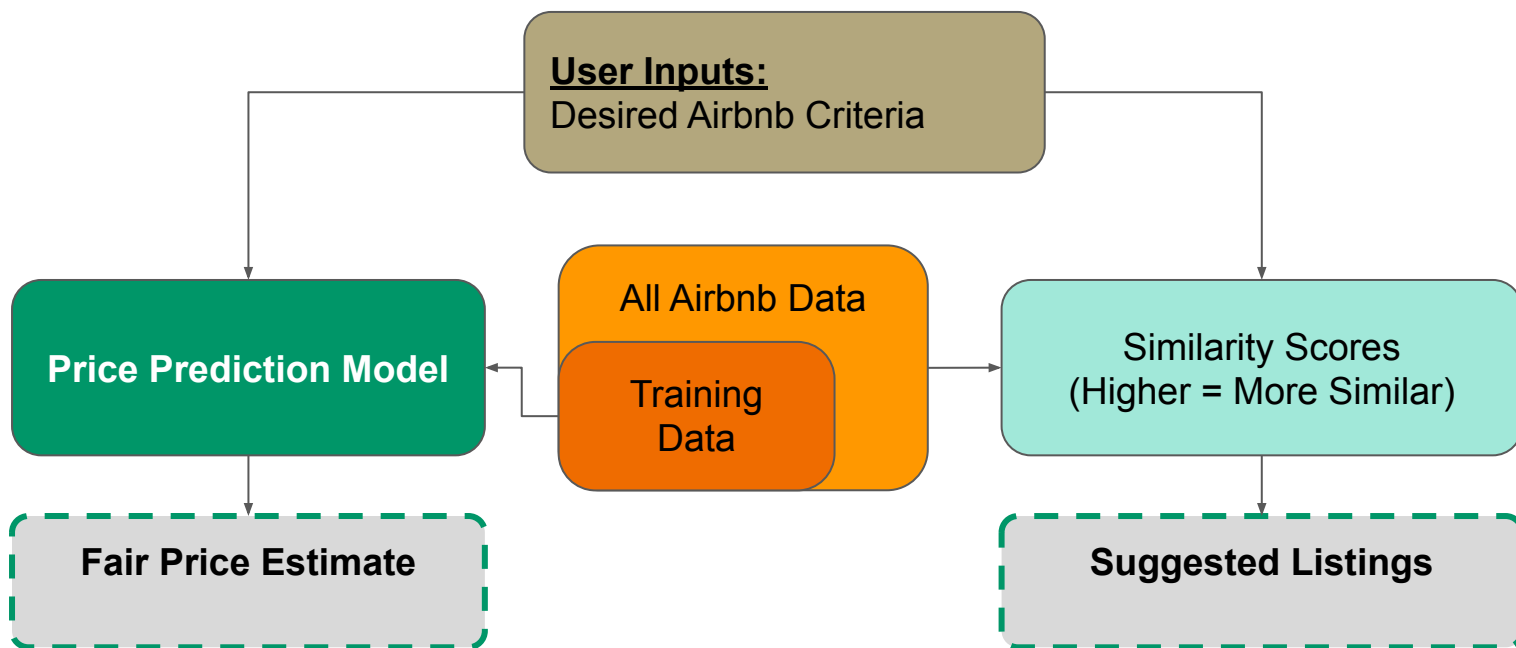 User Inputs:
Desired Airbnb Criteria
All Airbnb Data
Price Prediction Model
Training
Data
Similarity Scores
(Higher = More Similar)
Fair Price Estimate
Suggested Listings